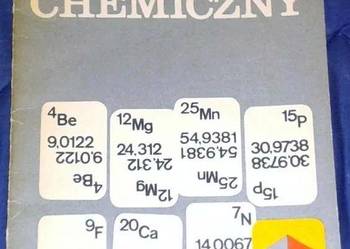 CHEMICZNY
4Be
9,0122
9,0122
4Be
12Mg
24,312
24,312
12Mg
25Mn
54,9381
54,9381
25Mn
15P
30,9738
30,9738
15P
9F
20Ca
7N
14,0067